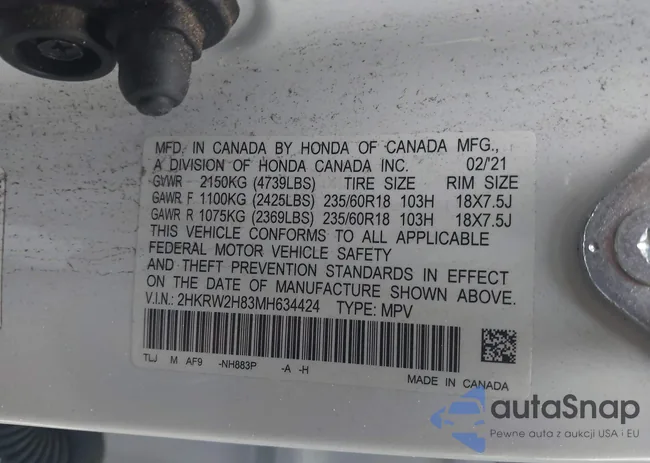 MFD. IN CANADA BY HONDA OF CANADA MFG.,
A DIVISION OF HONDA CANADA INC. 02/'21
GVWR 2150KG (4739LBS) TIRE SIZE RIM SIZE
GAWR F 1100KG (2425LBS) 235/60R18 103H 18X7.5J
GAWR R 1075KG (2369LBS) 235/60R18 103H 18X7.5J
THIS VEHICLE CONFORMS TO ALL APPLICABLE
FEDERAL MOTOR VEHICLE SAFETY
AND THEFT PREVENTION STANDARDS IN EFFECT
ON THE DATE OF MANUFACTURE SHOWN ABOVE.
V.I.N.: 2HKRW2H83MH634424 TYPE: MPV
TLJ M AF9 -NH883P -A -H
MADE IN CANADA
autaSnap
Pewne auta z aukcji USA i EU